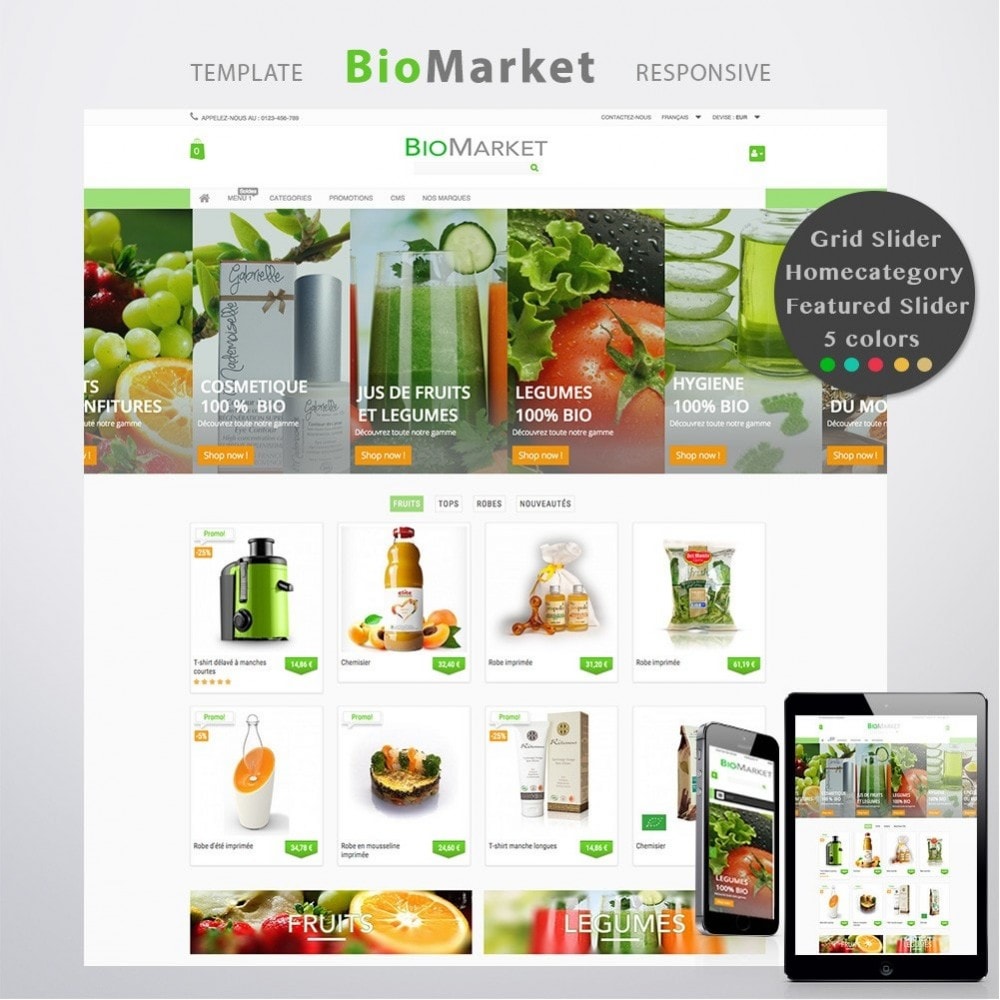 TEMPLATE BioMarket RESPONSIVE
APPELEZ-NOUS AU : 0123-456-789
CONTACTEZ-NOUS FRANÇAIS DEVISE : EUR
0
BIOMARKET
Soldes
MENU 1 CATEGORIES PROMOTIONS CMS NOS MARQUES
Grid Slider
Homecategory
Featured Slider
5 colors
TS
NFITURES
Découvrez toute notre gamme
Shop now !
Mademoiselle Gabrielle
COSMETIQUE
100 % BIO
Découvrez toute notre gamme
Shop now !
JUS DE FRUITS
ET LEGUMES
Découvrez toute notre gamme
Shop now !
LEGUMES
100% BIO
Découvrez toute notre gamme
Shop now !
HYGIENE
100% BIO
Découvrez toute notre gamme
Shop now !
DU MO
Découvrez toute
Shop now !
FRUITS TOPS ROBES NOUVEAUTÉS
Promo!
-25%
T-shirt délavé à manches
courtes
14,86 €
Chemisier
32,40 €
Robe imprimée
31,20 €
Del Monte
Robe imprimée
61,19 €
Promo!
-5%
Robe d'été imprimée
34,78 €
Promo!
Robe en mousseline
imprimée
24,60 €
Promo!
-25%
T-shirt manche longues
14,86 €
Chemisier
FRUITS
LEGUMES
BIOMARKET
LEGUMES
100% BIO
BIOMARKET
COSMETIQUE
100 % BIO
JUS DE FRUITS
ET LEGUMES
LEGUMES
100% BIO
HYGIENE
100% BIO
FRUITS